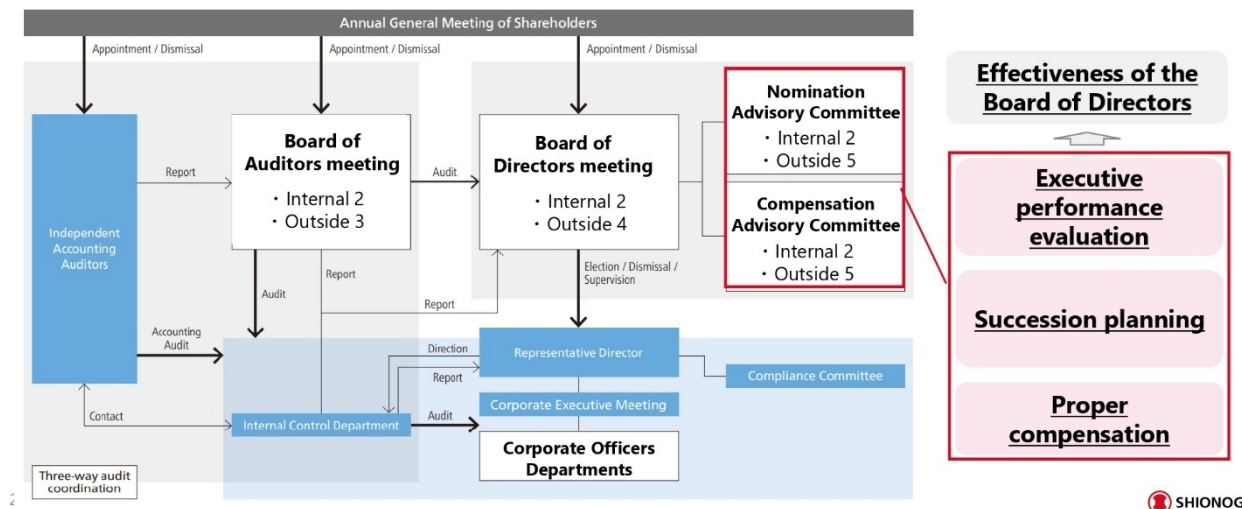 Annual General Meeting of Shareholders
Appointment / Dismissal
Appointment / Dismissal
Appointment / Dismissal
Independent
Accounting
Auditors
Report
Board of
Auditors meeting
・Internal 2
・Outside 3
Audit
Board of
Directors meeting
・Internal 2
・Outside 4
Nomination
Advisory Committee
・Internal 2
・Outside 5
Compensation
Advisory Committee
・Internal 2
・Outside 5
Effectiveness of the
Board of Directors
Executive
performance
evaluation
Succession planning
Proper
compensation
Audit
Report
Report
Election / Dismissal /
Supervision
Accounting
Audit
Direction
Report
Representative Director
Compliance Committee
Corporate Executive Meeting
Contact
Internal Control Department
Audit
Corporate Officers
Departments
Three-way audit
coordination
SHIONOG